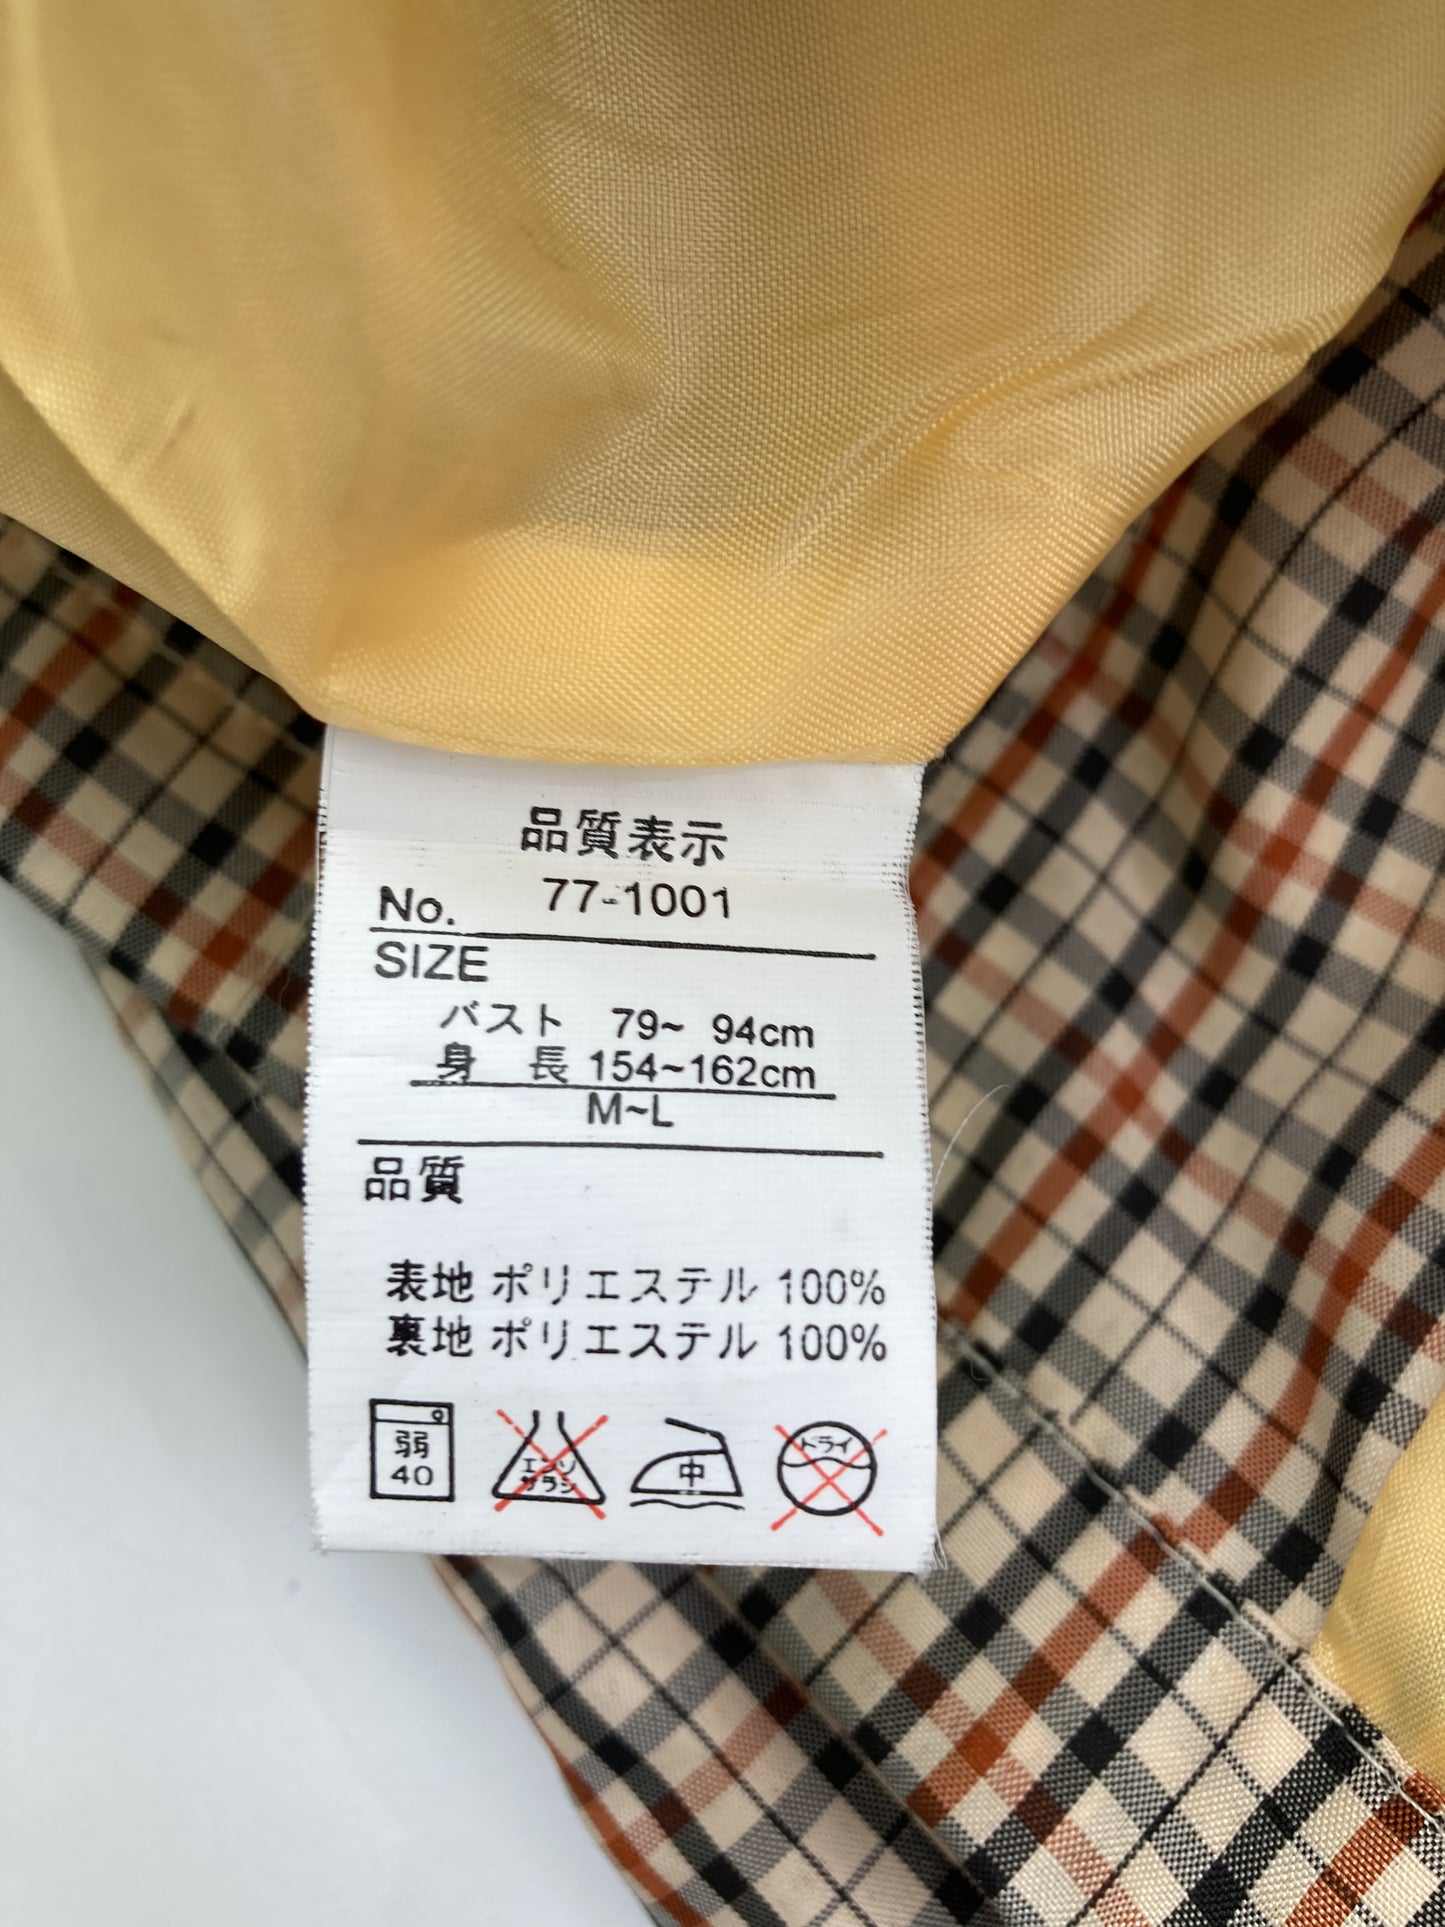 品質表示
No. 77-1001
SIZE
バスト 79~ 94cm
身 長 154~162cm
M~L
品質
表地 ポリエステル 100%
裏地 ポリエステル 100%
弱
40
エンソ
サラシ
中
ドライ